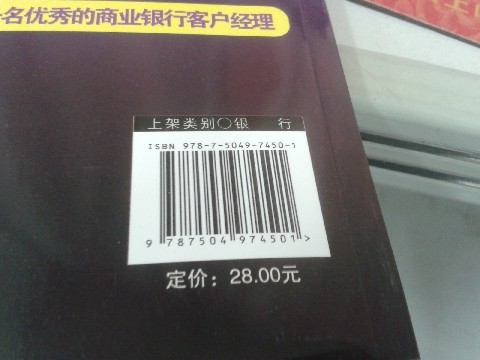 名优秀的商业银行客户经理
上架类别○银 行
ISBN 978-7-5049-7450-1
9 787504 974501 >
定价：28.00元